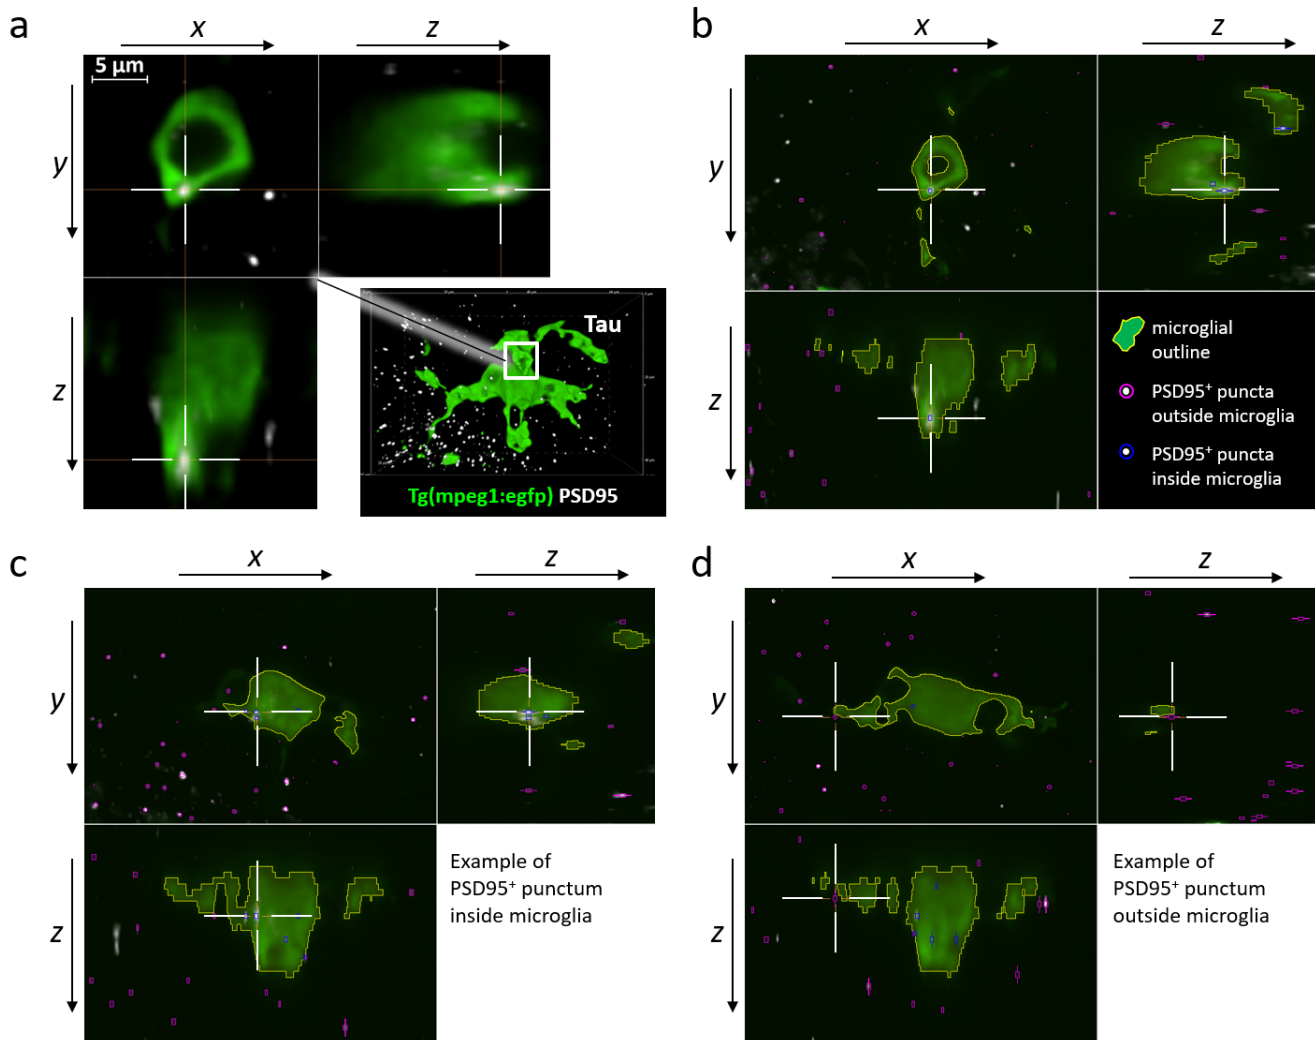 a
x
z
5 µm
y
z
Tau
Tg(mpeg1:egfp) PSD95
b
x
z
y
z
microglial
outline
PSD95+ puncta
outside microglia
PSD95+ puncta
inside microglia
c
x
z
y
z
Example of
PSD95+ punctum
inside microglia
d
x
z
y
z
Example of
PSD95+ punctum
outside microglia